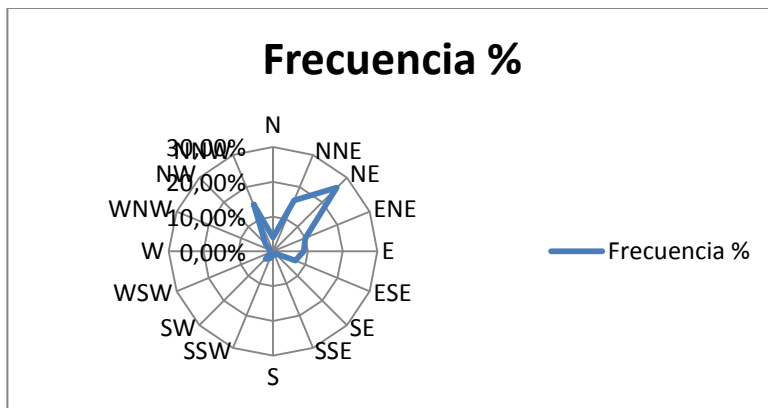 Frecuencia %
N
NNE
NE
ENE
E
ESE
SE
SSE
S
SSW
SW
WSW
W
WNW
NW
NNW
30,00%
20,00%
10,00%
0,00%
Frecuencia %